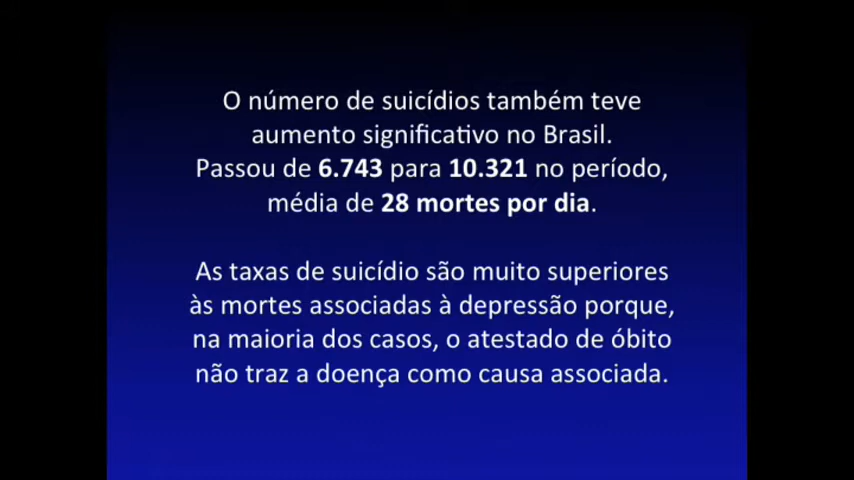 O número de suicídios também teve
aumento significativo no Brasil.
Passou de 6.743 para 10.321 no período,
média de 28 mortes por dia.
As taxas de suicídio são muito superiores
às mortes associadas à depressão porque,
na maioria dos casos, o atestado de óbito
não traz a doença como causa associada.